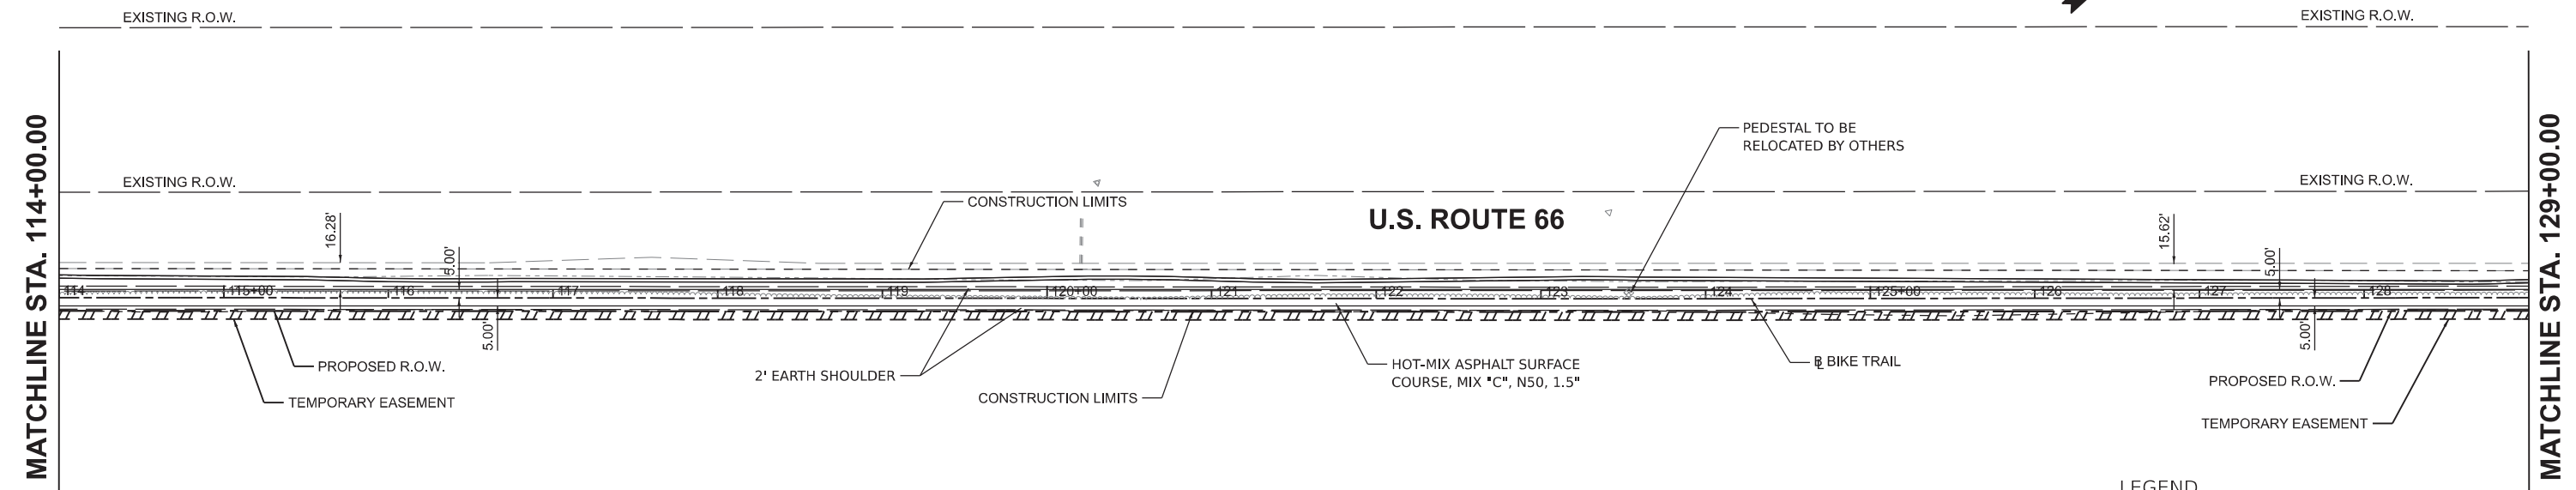 EXISTING R.O.W.
EXISTING R.O.W.
MATCHLINE STA. 114+00.00
MATCHLINE STA. 129+00.00
PEDESTAL TO BE
RELOCATED BY OTHERS
EXISTING R.O.W.
EXISTING R.O.W.
CONSTRUCTION LIMITS
U.S. ROUTE 66
16.28'
15.62'
5.00'
5.00'
114
115+00
116
117
118
119
120+00
121
122
123
124
125+00
126
127
128
5.00'
5.00'
PROPOSED R.O.W.
2' EARTH SHOULDER
HOT-MIX ASPHALT SURFACE
COURSE, MIX "C", N50, 1.5"
BIKE TRAIL
PROPOSED R.O.W.
TEMPORARY EASEMENT
CONSTRUCTION LIMITS
TEMPORARY EASEMENT
LEGEND